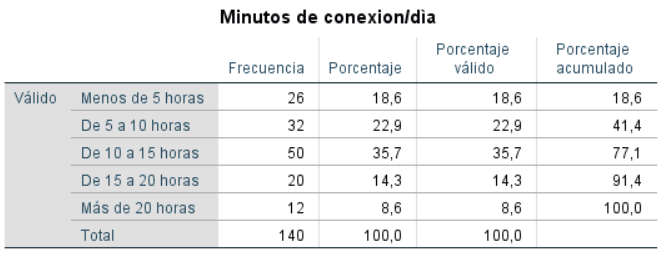 Minutos de conexion/dìa
Frecuencia Porcentaje Porcentaje válido Porcentaje acumulado
Válido Menos de 5 horas 26 18,6 18,6 18,6
De 5 a 10 horas 32 22,9 22,9 41,4
De 10 a 15 horas 50 35,7 35,7 77,1
De 15 a 20 horas 20 14,3 14,3 91,4
Más de 20 horas 12 8,6 8,6 100,0
Total 140 100,0 100,0